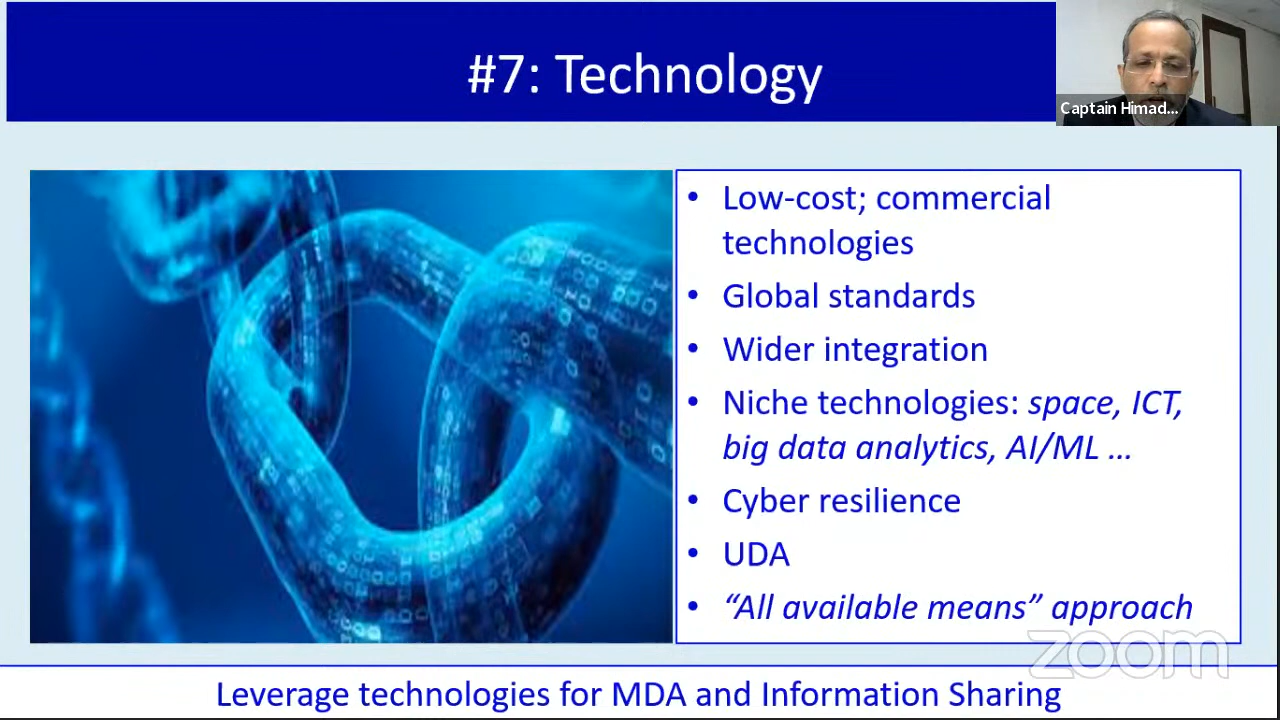 #7: Technology
Captain Himad...
• Low-cost; commercial
technologies
• Global standards
• Wider integration
• Niche technologies: space, ICT,
big data analytics, AI/ML ...
• Cyber resilience
• UDA
• “All available means” approach
zoom
Leverage technologies for MDA and Information Sharing